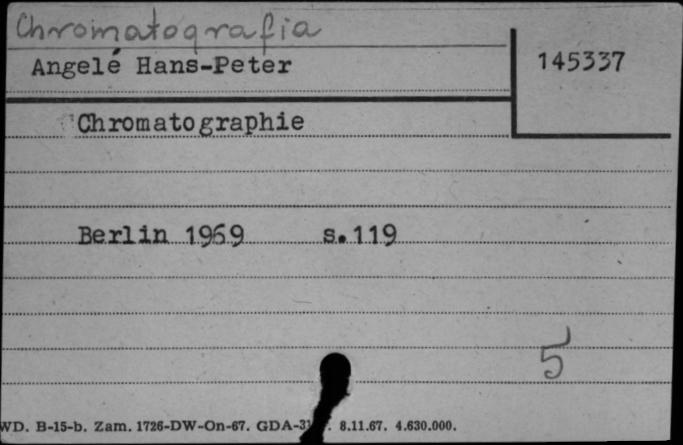 Chromatografia
Angelé Hans-Peter
145337
Chromatographie
Berlin 1969 s.119
5
WD. B-15-b. Zam. 1726-DW-On-67. GDA-3 8.11.67. 4.630.000.